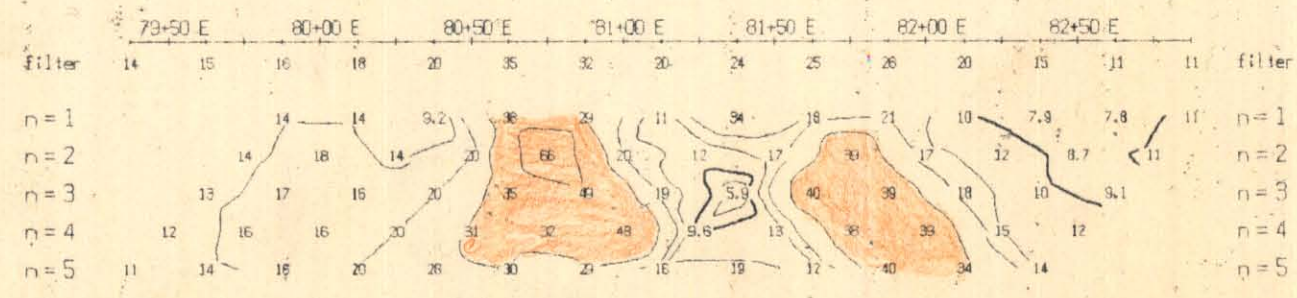 79+50 E 80+00 E 80+50 E 81+00 E 81+50 E 82+00 E 82+50 E
filter 14 15 16 18 20 35 32 20 24 25 26 20 15 11 11 filter
n=1 14 14 9.2 38 29 11 34 18 21 10 7.9 7.8 11 n=1
n=2 14 18 14 20 66 20 12 17 39 17 12 8.7 11 n=2
n=3 13 17 16 20 35 49 19 5.9 40 39 18 10 9.1 n=3
n=4 12 16 16 20 31 32 48 9.6 13 38 39 15 12 n=4
n=5 11 14 16 20 26 30 29 16 19 12 40 34 14 n=5